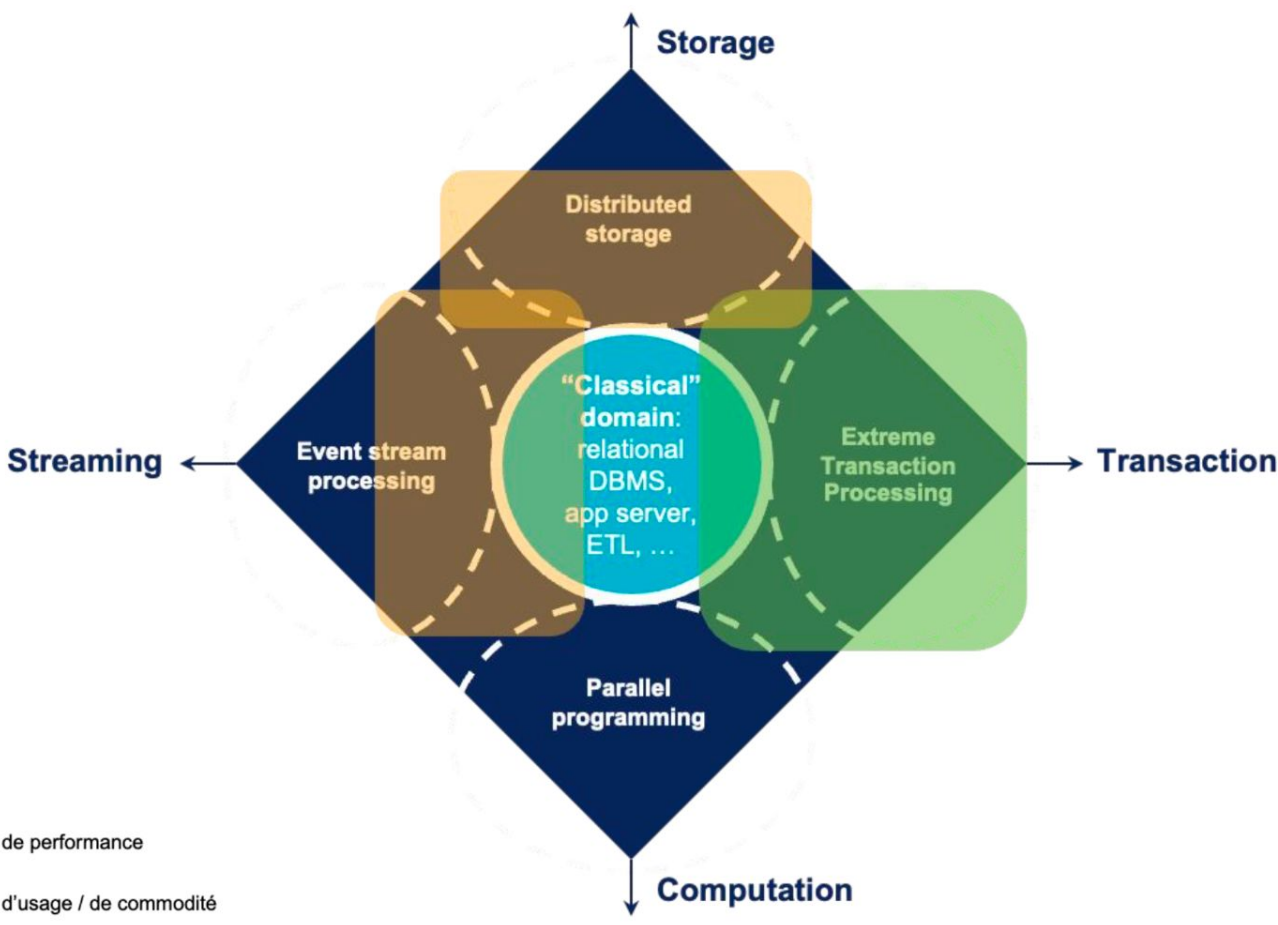 Storage
Distributed
storage
“Classical”
domain:
relational
DBMS,
app server,
ETL, …
Streaming
Event stream
processing
Extreme
Transaction
Processing
Transaction
Parallel
programming
de performance
d’usage / de commodité
Computation